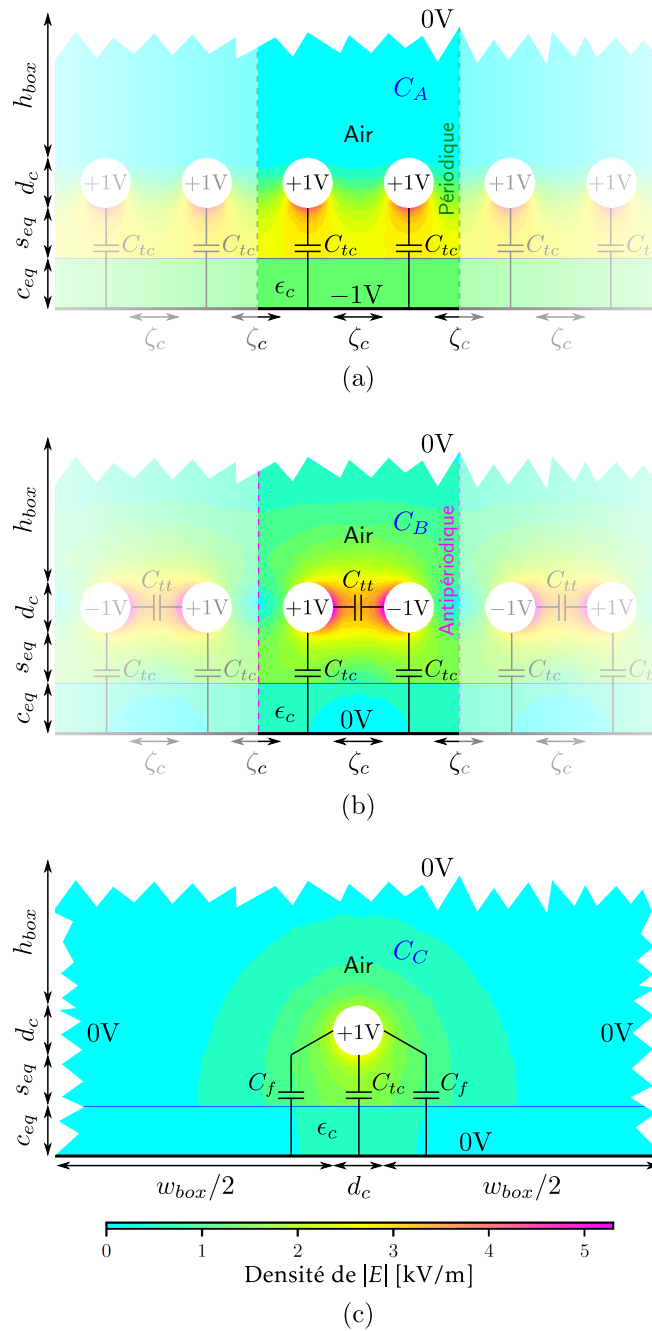 0V
h_box
C_A
Air
Périodique
d_c
+1V +1V +1V +1V +1V +1V
s_eq
C_tc C_tc C_tc C_tc C_tc C_tc
c_eq
ϵ_c −1V
ζ_c ζ_c ζ_c ζ_c ζ_c
(a)
0V
h_box
C_B
Air
Antipériodique
C_tt C_tt C_tt
d_c
−1V +1V +1V −1V −1V +1V
s_eq
C_tc C_tc C_tc C_tc C_tc C_tc
c_eq
ϵ_c 0V
ζ_c ζ_c ζ_c ζ_c ζ_c
(b)
0V
h_box
C_C
Air
d_c
0V +1V 0V
s_eq
C_f C_tc C_f
c_eq
ϵ_c 0V
w_box/2 d_c w_box/2
0 1 2 3 4 5
Densité de |E| [kV/m]
(c)